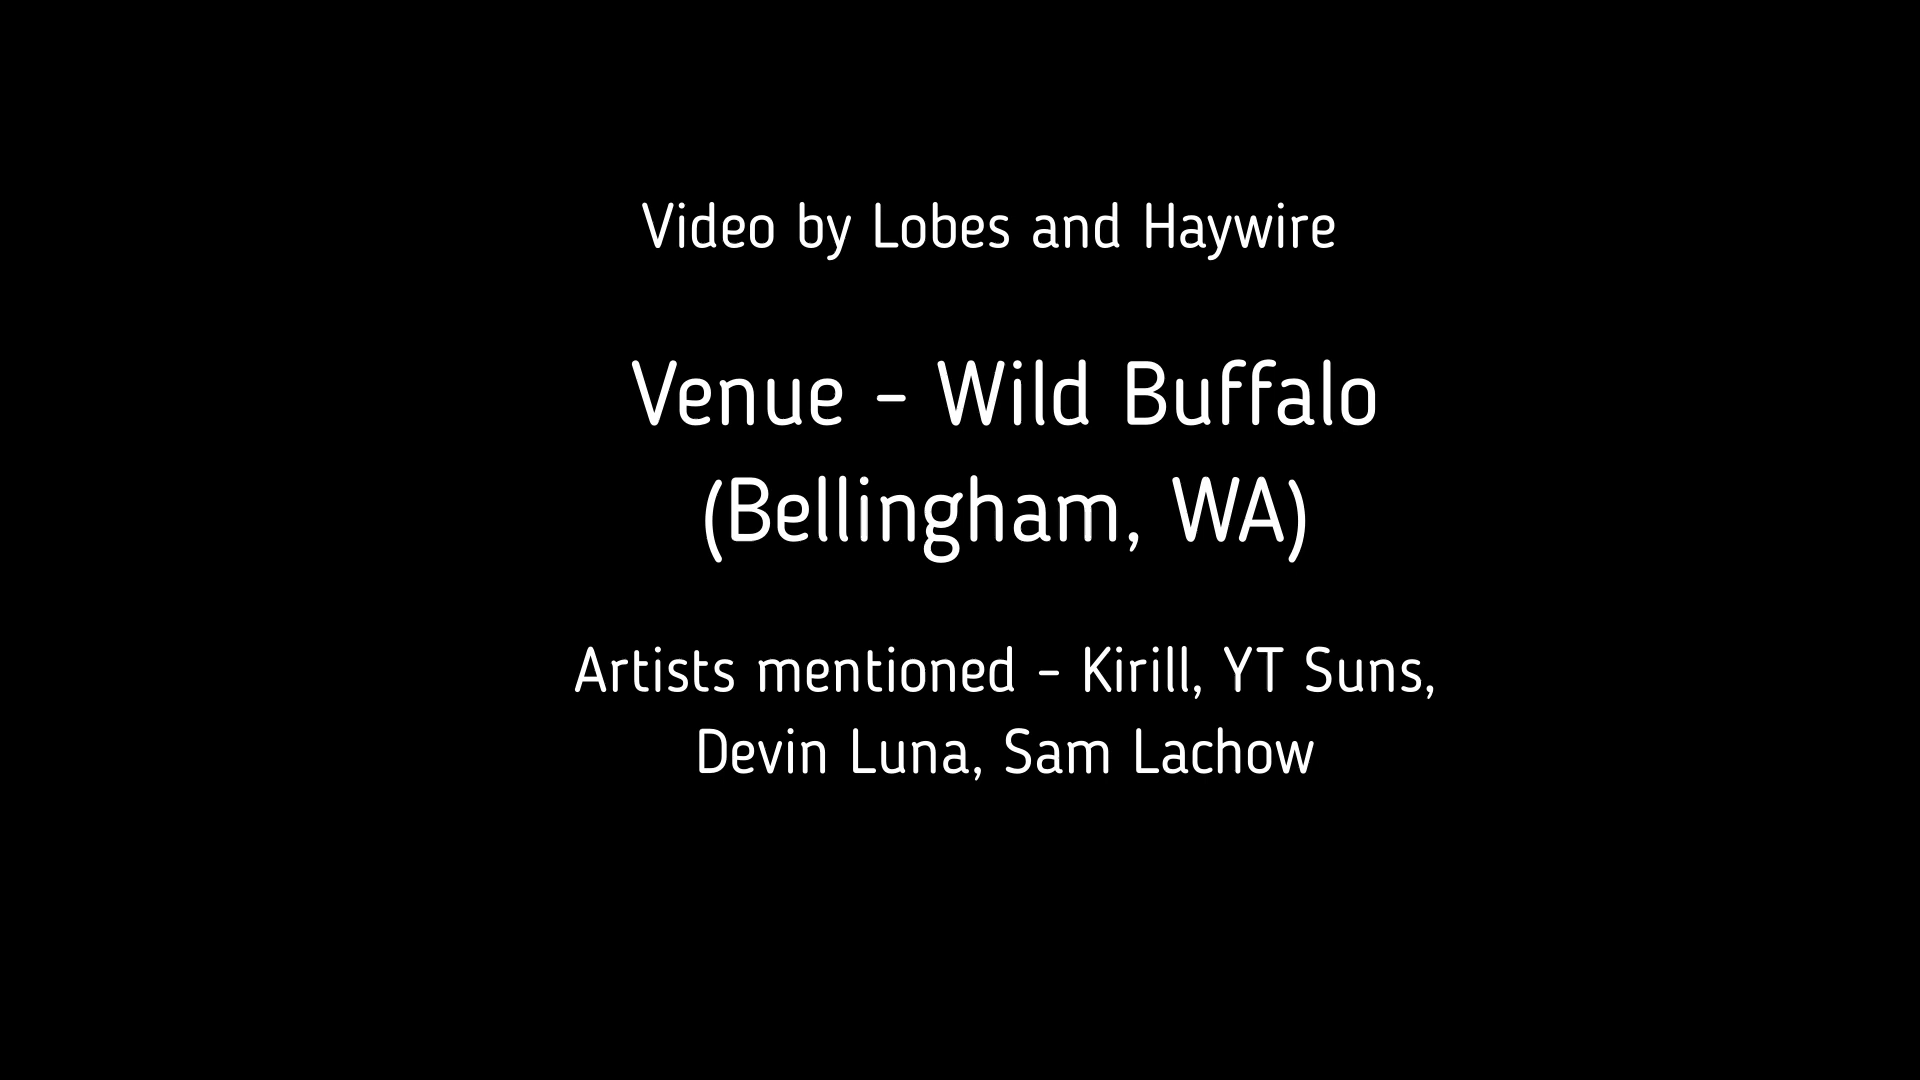 Video by Lobes and Haywire
Venue - Wild Buffalo
(Bellingham, WA)
Artists mentioned - Kirill, YT Suns,
Devin Luna, Sam Lachow